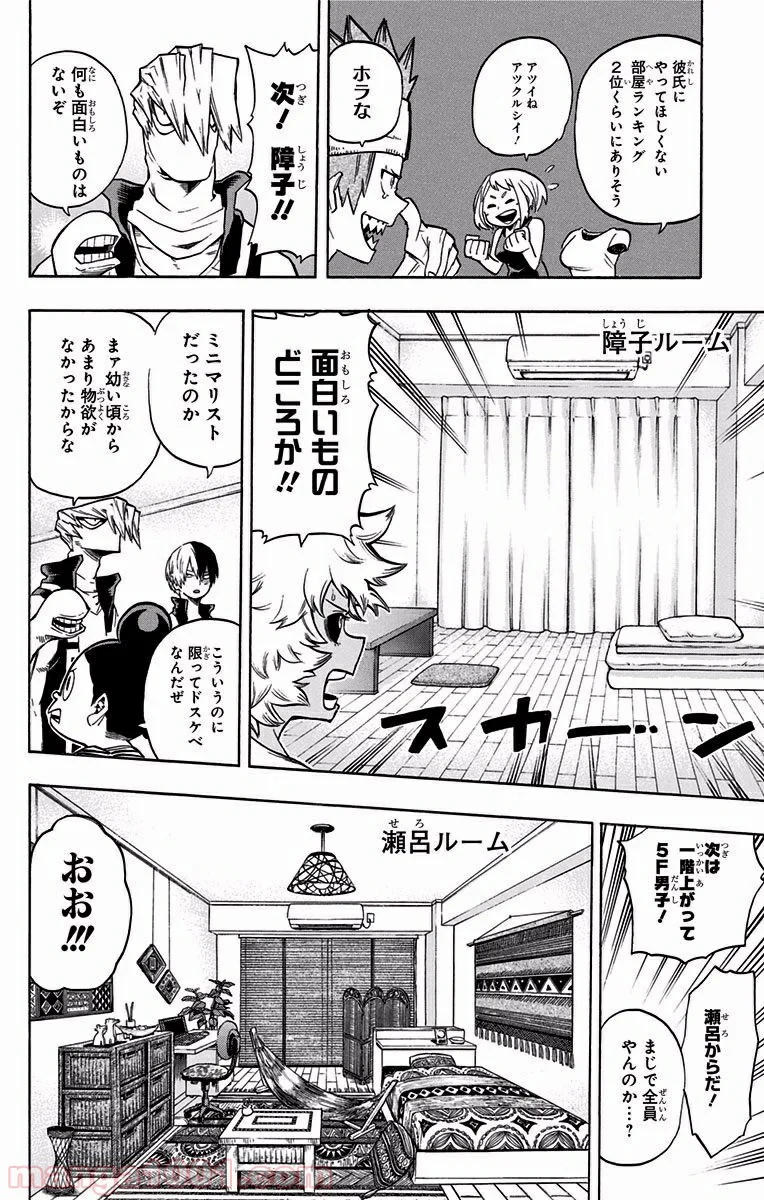 彼氏に
やってほしくない
部屋ランキング
2位くらいにありそう
アツイね
アツクルシイ!
ホラな
次! 障子!!
何も面白いものは
ないぞ
障子ルーム
面白いもの
どころか!!
スカーーン
ミニマリスト
だったのか
まァ幼い頃から
あまり物欲が
なかったからな
こういうのに
限ってドスケベ
なんだぜ
次は
一階上がって
5F男子!
瀬呂からだ!
まじで全員
やんのか…?
瀬呂ルーム
おお!!!